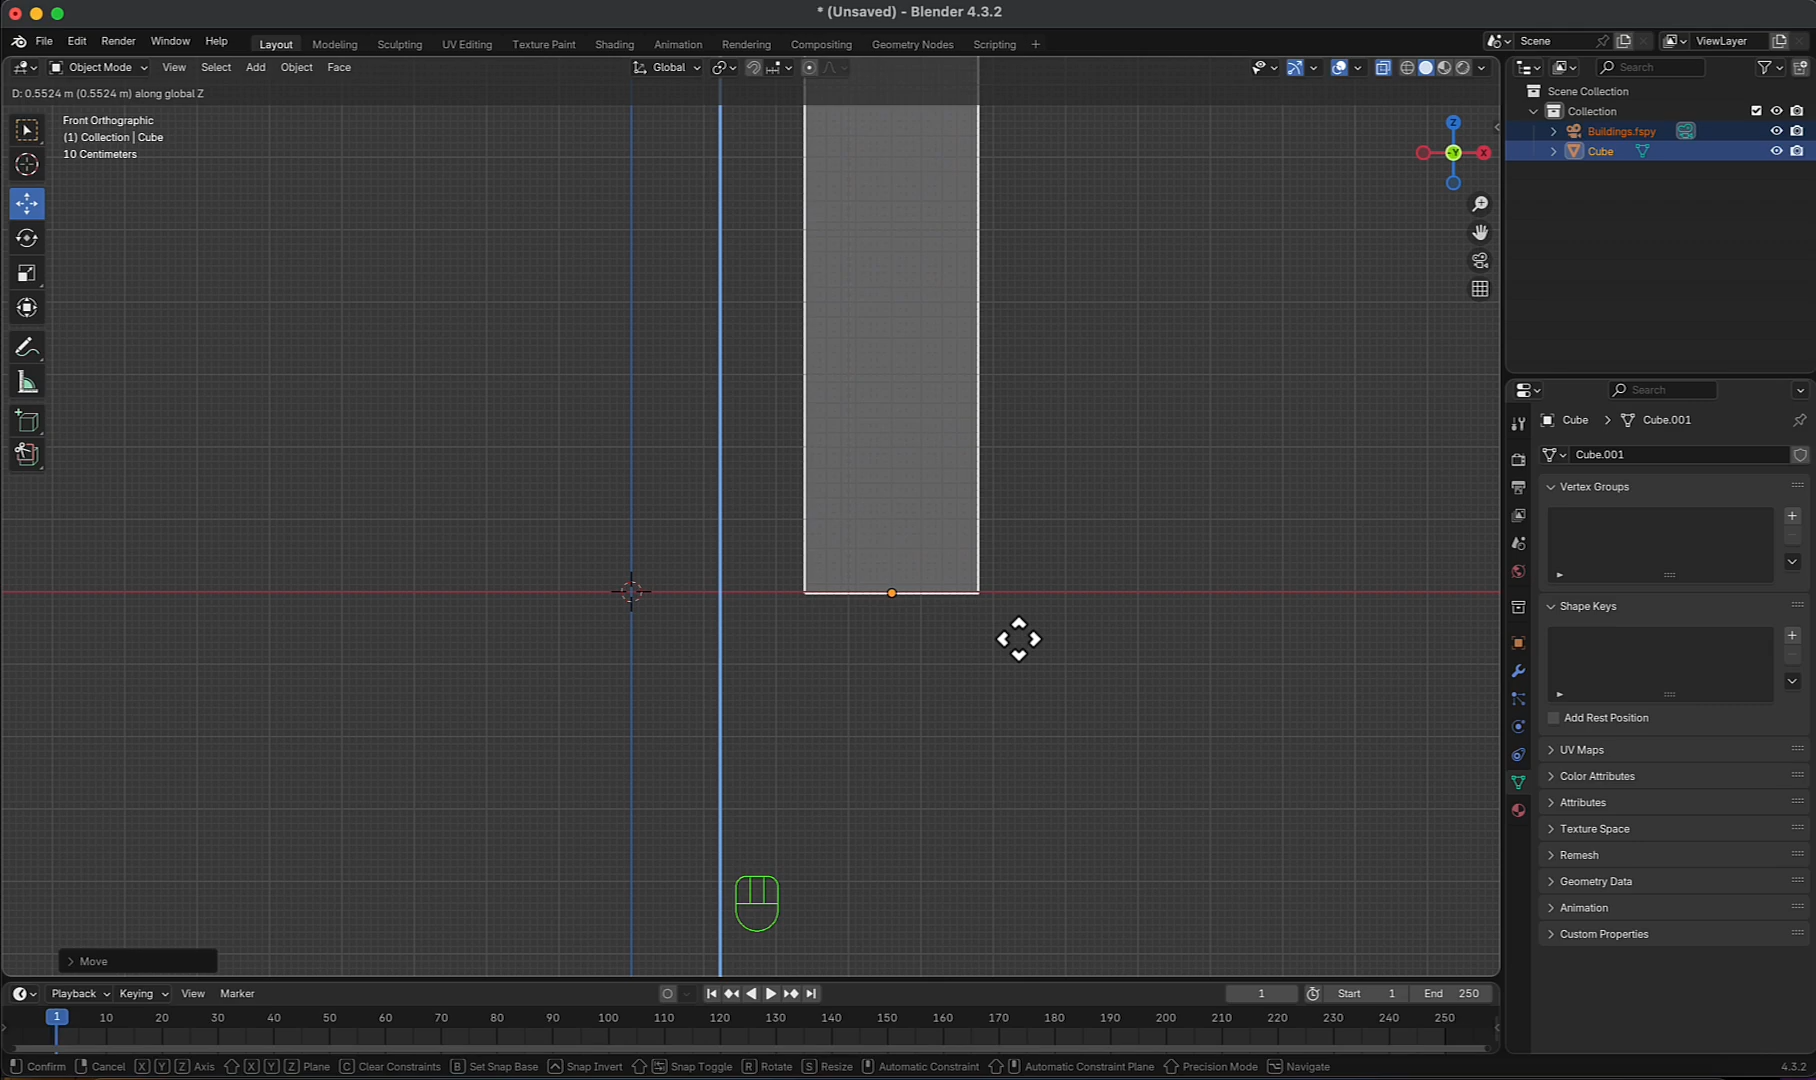 * (Unsaved) - Blender 4.3.2
File Edit Render Window Help
Layout Modeling Sculpting UV Editing Texture Paint Shading Animation Rendering Compositing Geometry Nodes Scripting +
Scene
ViewLayer
Object Mode View Select Add Object Face
Global
Search
D: 0.5524 m (0.5524 m) along global Z
Front Orthographic
(1) Collection | Cube
10 Centimeters
Z
-Y
X
Scene Collection
Collection
Buildings.fspy
Cube
Search
Cube > Cube.001
Cube.001
Vertex Groups
Shape Keys
Add Rest Position
UV Maps
Color Attributes
Attributes
Texture Space
Remesh
Geometry Data
Animation
Custom Properties
> Move
Playback Keying View Marker
1
Start 1
End 250
1 10 20 30 40 50 60 70 80 90 100 110 120 130 140 150 160 170 180 190 200 210 220 230 240 250
Confirm Cancel X Y Z Axis X Y Z Plane C Clear Constraints B Set Snap Base Snap Invert Snap Toggle R Rotate S Resize Automatic Constraint Automatic Constraint Plane Precision Mode Navigate
4.3.2